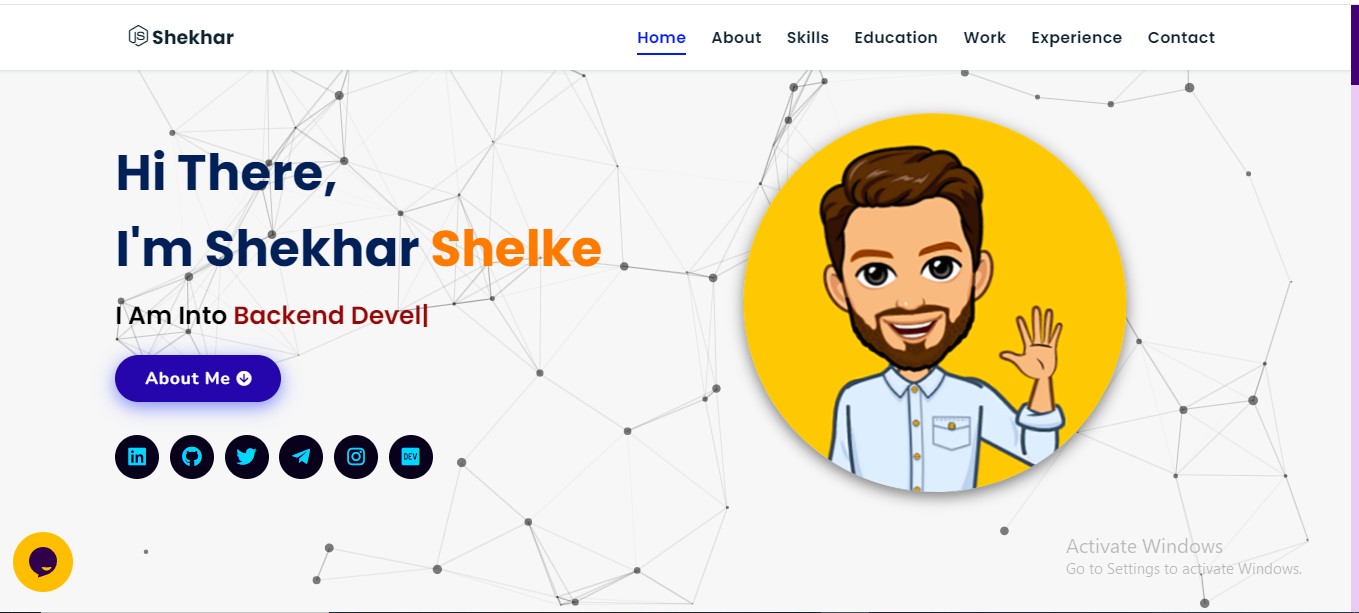 Shekhar
Home About Skills Education Work Experience Contact
Hi There,
I'm Shekhar Shelke
I Am Into Backend Devel|
About Me
in
DEV
Activate Windows
Go to Settings to activate Windows.